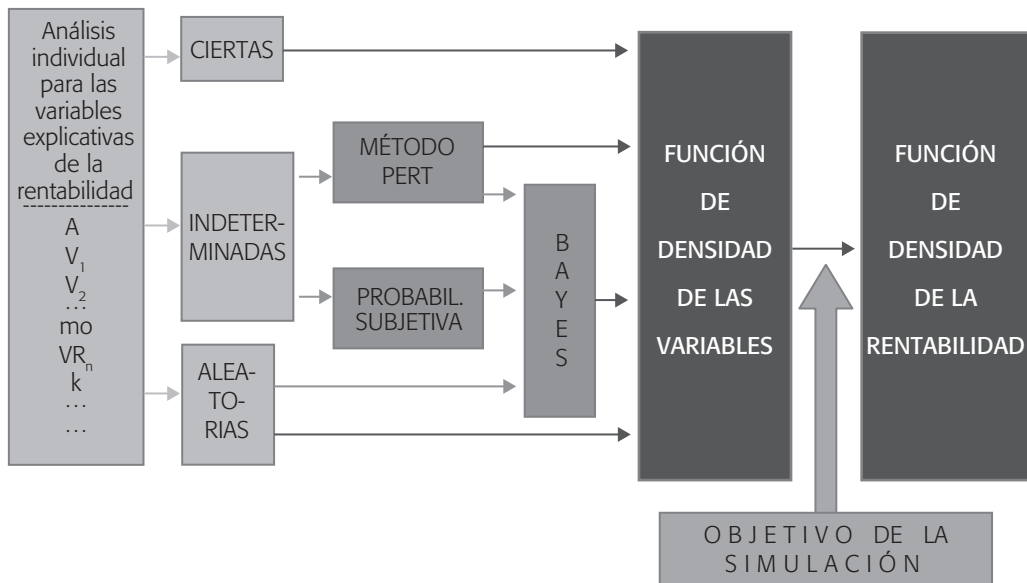 Análisis
individual
para las
variables
explicativas
de la
rentabilidad
A
V1
V2
...
mo
VRn
k
...
...
CIERTAS
INDETER-
MINADAS
ALEA-
TO-
RIAS
MÉTODO
PERT
PROBABIL.
SUBJETIVA
B
A
Y
E
S
FUNCIÓN
DE
DENSIDAD
DE LAS
VARIABLES
FUNCIÓN
DE
DENSIDAD
DE LA
RENTABILIDAD
OBJETIVO DE LA
SIMULACIÓN